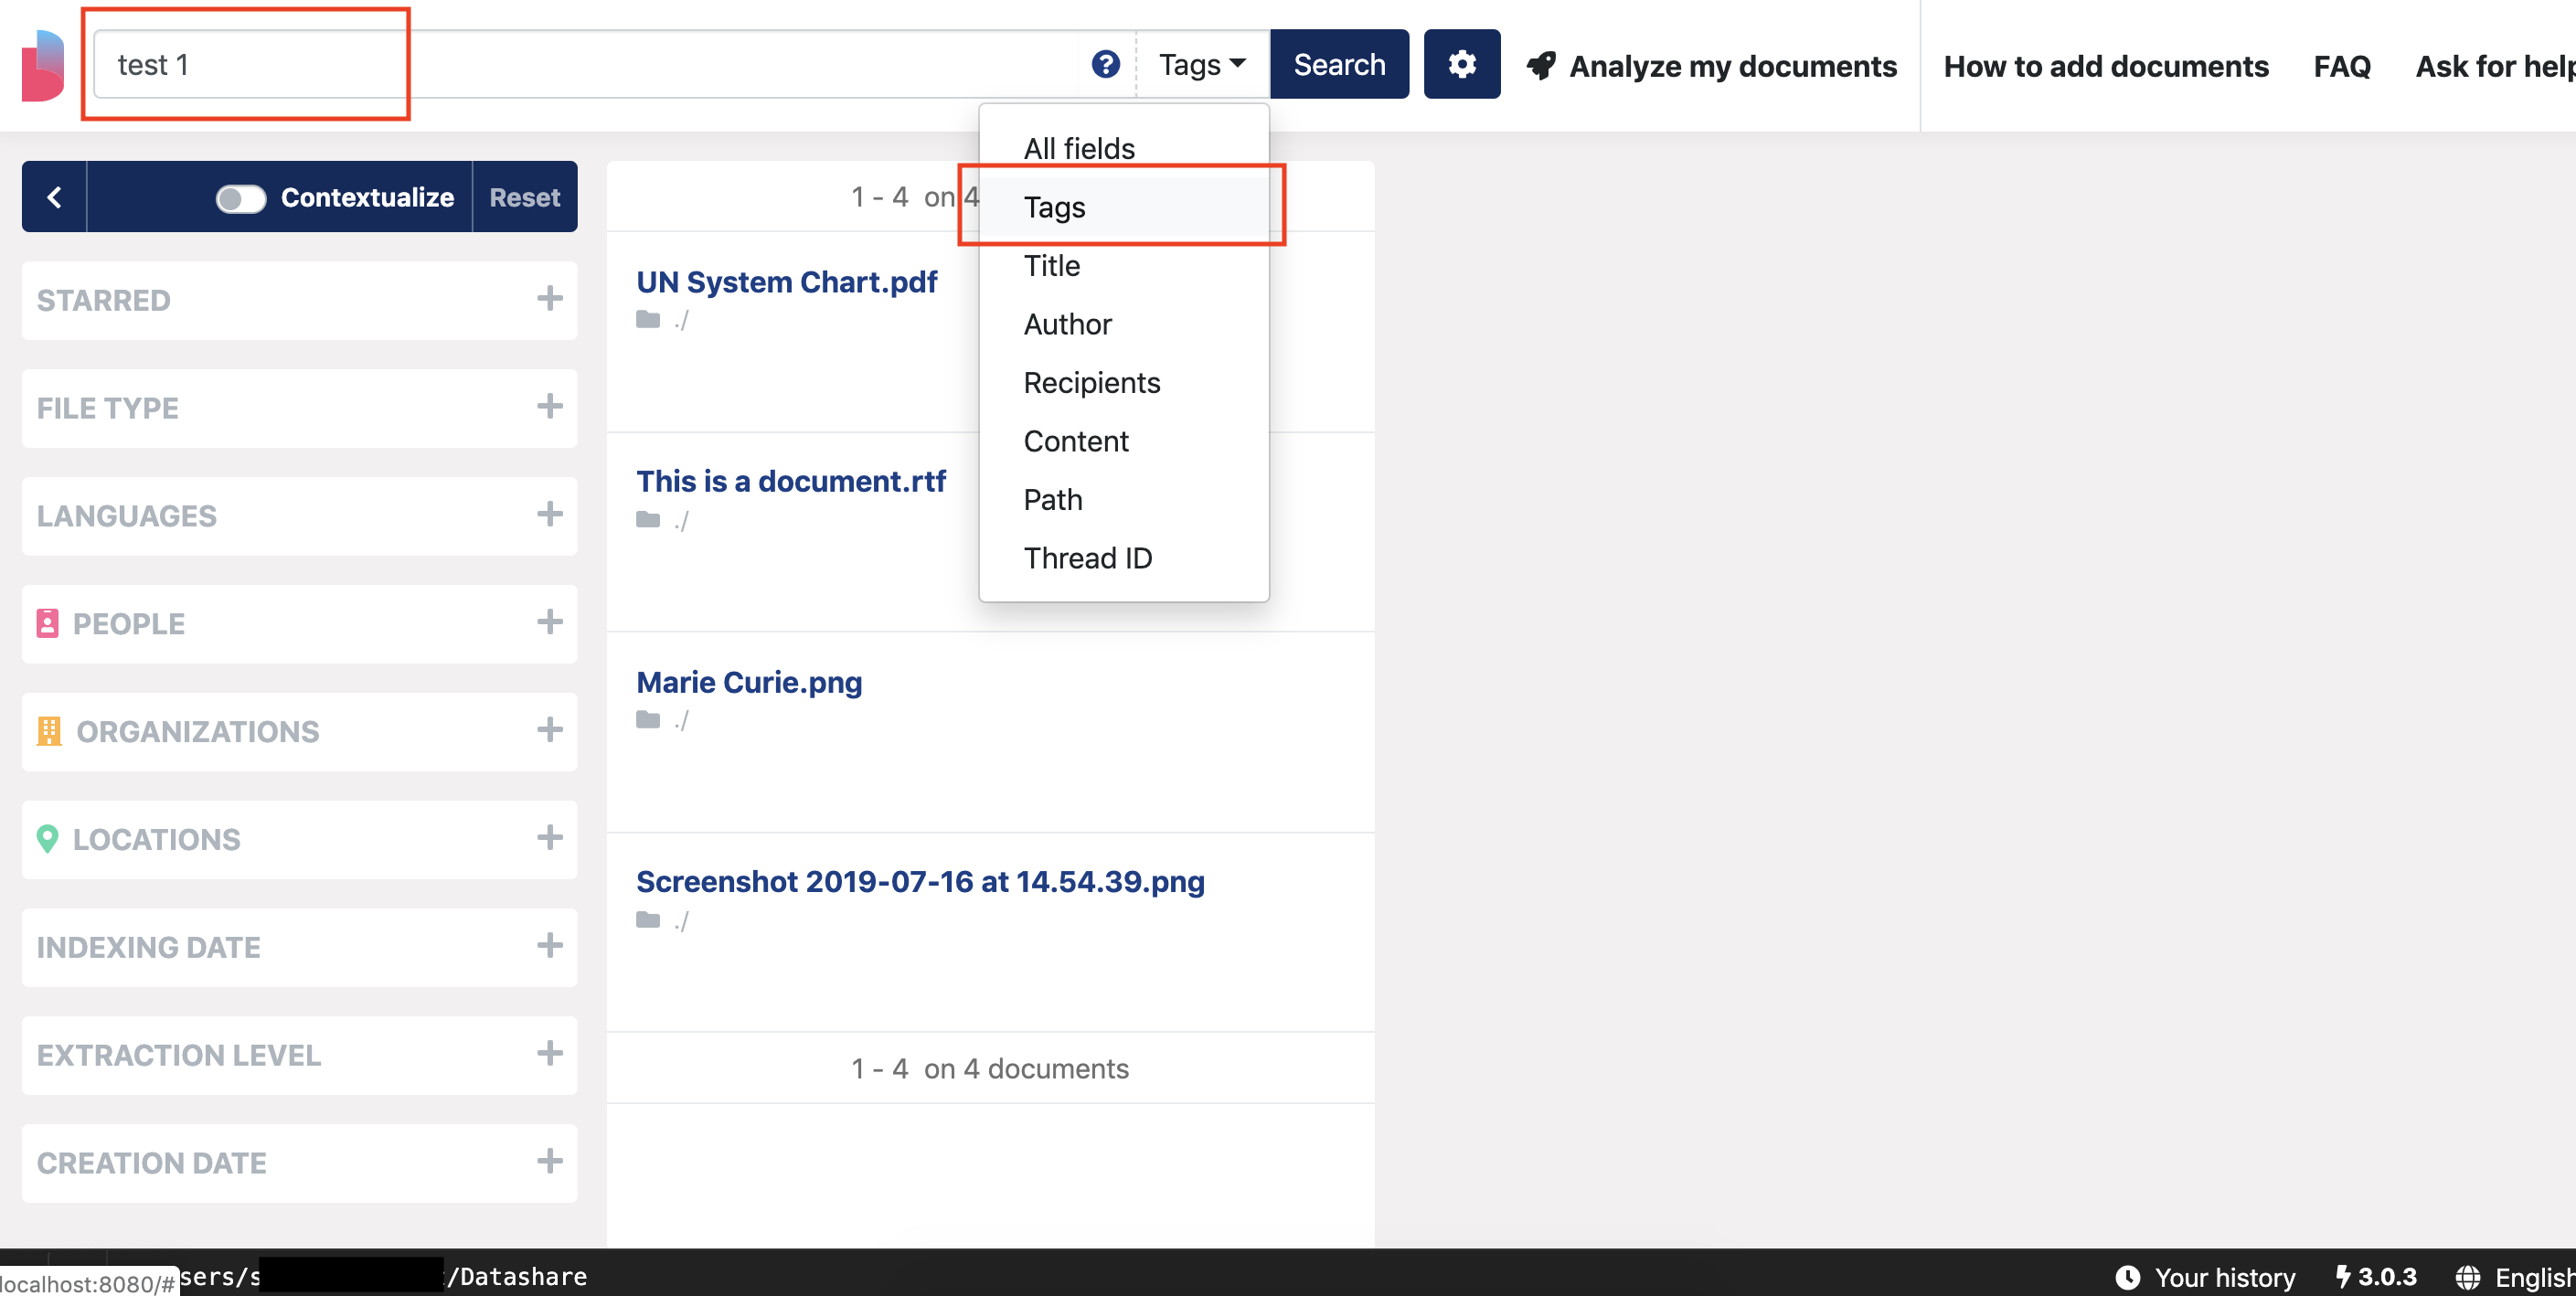 test 1
?
Tags
Search
Analyze my documents
How to add documents
FAQ
Ask for help
All fields
Tags
Title
Author
Recipients
Content
Path
Thread ID
Contextualize
Reset
STARRED
FILE TYPE
LANGUAGES
PEOPLE
ORGANIZATIONS
LOCATIONS
INDEXING DATE
EXTRACTION LEVEL
CREATION DATE
1 - 4 on 4
UN System Chart.pdf
./
This is a document.rtf
./
Marie Curie.png
./
Screenshot 2019-07-16 at 14.54.39.png
./
1 - 4 on 4 documents
localhost:8080/#
sers/s
/Datashare
Your history
3.0.3
English